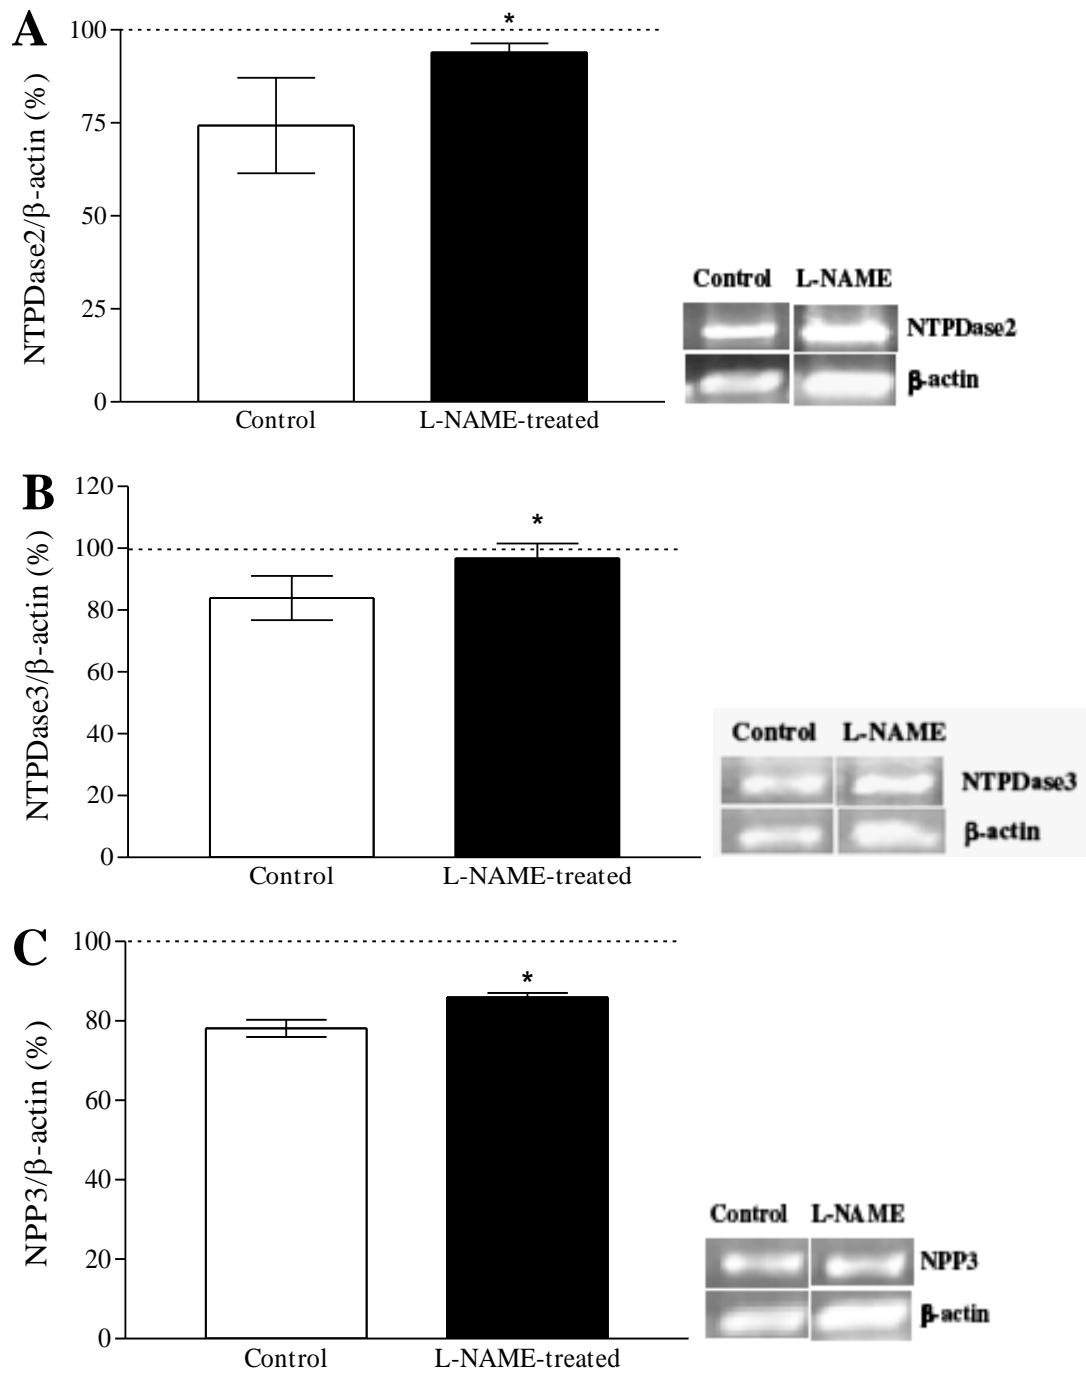 A
NTPDase2/β-actin (%)
100
75
50
25
0
*
Control
L-NAME-treated
Control L-NAME
NTPDase2
β-actin
B
NTPDase3/β-actin (%)
120
100
80
60
40
20
0
*
Control
L-NAME-treated
Control L-NAME
NTPDase3
β-actin
C
NPP3/β-actin (%)
100
80
60
40
20
0
*
Control
L-NAME-treated
Control L-NAME
NPP3
β-actin